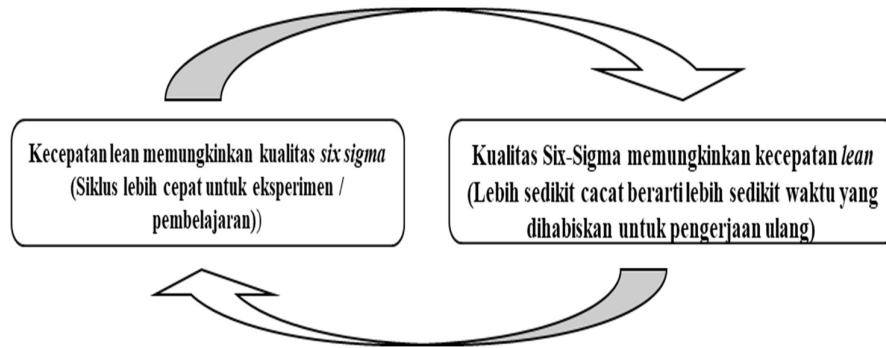 Kecepatan lean memungkinkan kualitas six sigma
(Siklus lebih cepat untuk eksperimen /
pembelajaran))
Kualitas Six-Sigma memungkinkan kecepatan lean
(Lebih sedikit cacat berarti lebih sedikit waktu yang
dihabiskan untuk pengerjaan ulang)